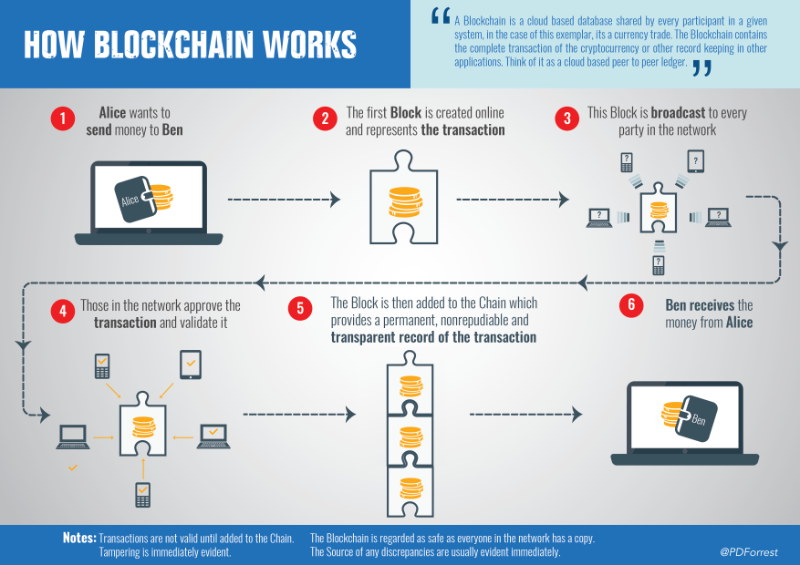 HOW BLOCKCHAIN WORKS
“ A Blockchain is a cloud based database shared by every participant in a given
system, in the case of this exemplar, its a currency trade. The Blockchain contains
the complete transaction of the cryptocurrency or other record keeping in other
applications. Think of it as a cloud based peer to peer ledger. ”
1 Alice wants to
send money to Ben
Alice
2 The first Block is created online
and represents the transaction
3 This Block is broadcast to every
party in the network
?
?
?
?
?
4 Those in the network approve the
transaction and validate it
5 The Block is then added to the Chain which
provides a permanent, nonrepudiable and
transparent record of the transaction
6 Ben receives the
money from Alice
Ben
Notes: Transactions are not valid until added to the Chain.
Tampering is immediately evident.
The Blockchain is regarded as safe as everyone in the network has a copy.
The Source of any discrepancies are usually evident immediately.
@PDForrest